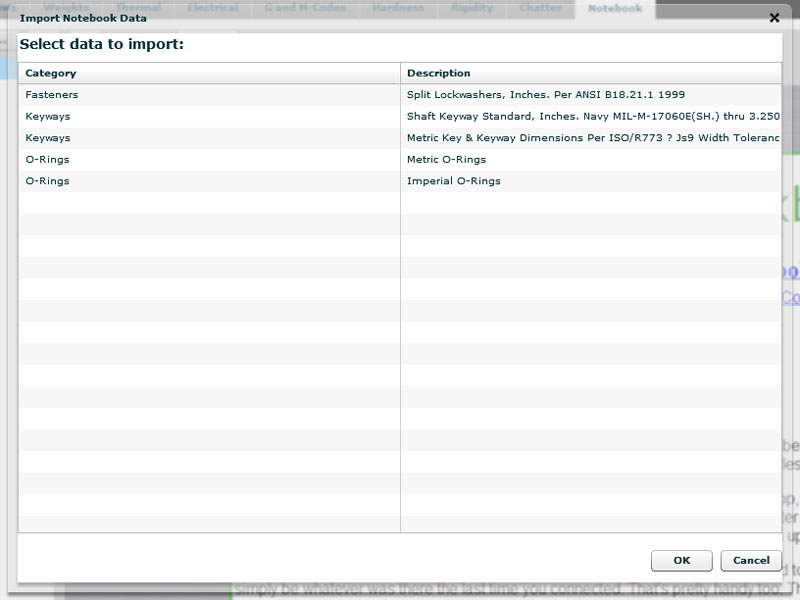 Weights Thermal Electrical G and M-Codes Hardness Rigidity Chatter Notebook
Import Notebook Data
Select data to import:
Category Description
Fasteners Split Lockwashers, Inches. Per ANSI B18.21.1 1999
Keyways Shaft Keyway Standard, Inches. Navy MIL-M-17060E(SH.) thru 3.250
Keyways Metric Key & Keyway Dimensions Per ISO/R773 ? Js9 Width Toleranc
O-Rings Metric O-Rings
O-Rings Imperial O-Rings
OK Cancel
simply be whatever was there the last time you connected. That's pretty handy too.